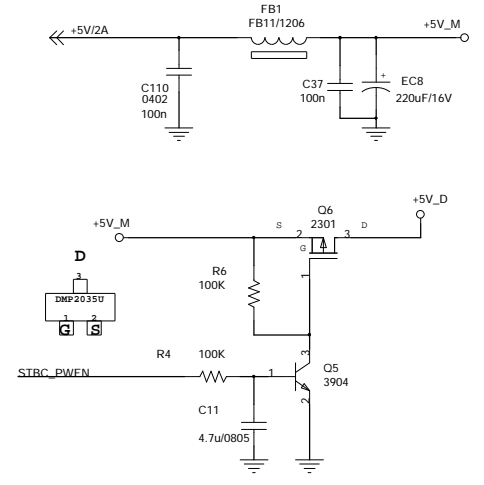 FB1
FB11/1206
+5V/2A
+5V_M
C110
0402
100n
C37
100n
+
EC8
220uF/16V
+5V_M
S
Q6
2301
D
+5V_D
2
3
G
1
D
3
DMP2035U
1
2
G
S
R6
100K
R4
100K
STBC_PWEN
1
3
2
Q5
3904
C11
4.7u/0805